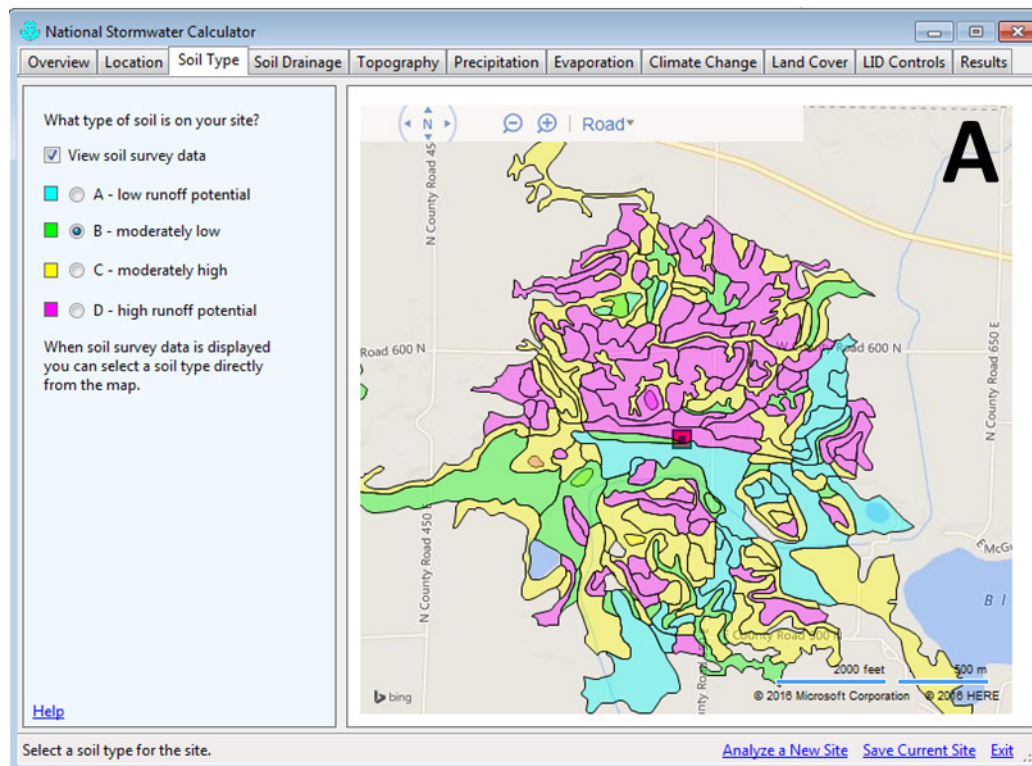 National Stormwater Calculator
Overview Location Soil Type Soil Drainage Topography Precipitation Evaporation Climate Change Land Cover LID Controls Results
What type of soil is on your site?
View soil survey data
A - low runoff potential
B - moderately low
C - moderately high
D - high runoff potential
When soil survey data is displayed
you can select a soil type directly
from the map.
Help
N
Road
A
N County Road 45
N County Road 650 E
Road 600 N
W County Road 600 N
N County Road 450 E
E McGu
B l
County Road 500 N
2000 feet 500 m
bing
© 2016 Microsoft Corporation © 2016 HERE
Select a soil type for the site.
Analyze a New Site Save Current Site Exit